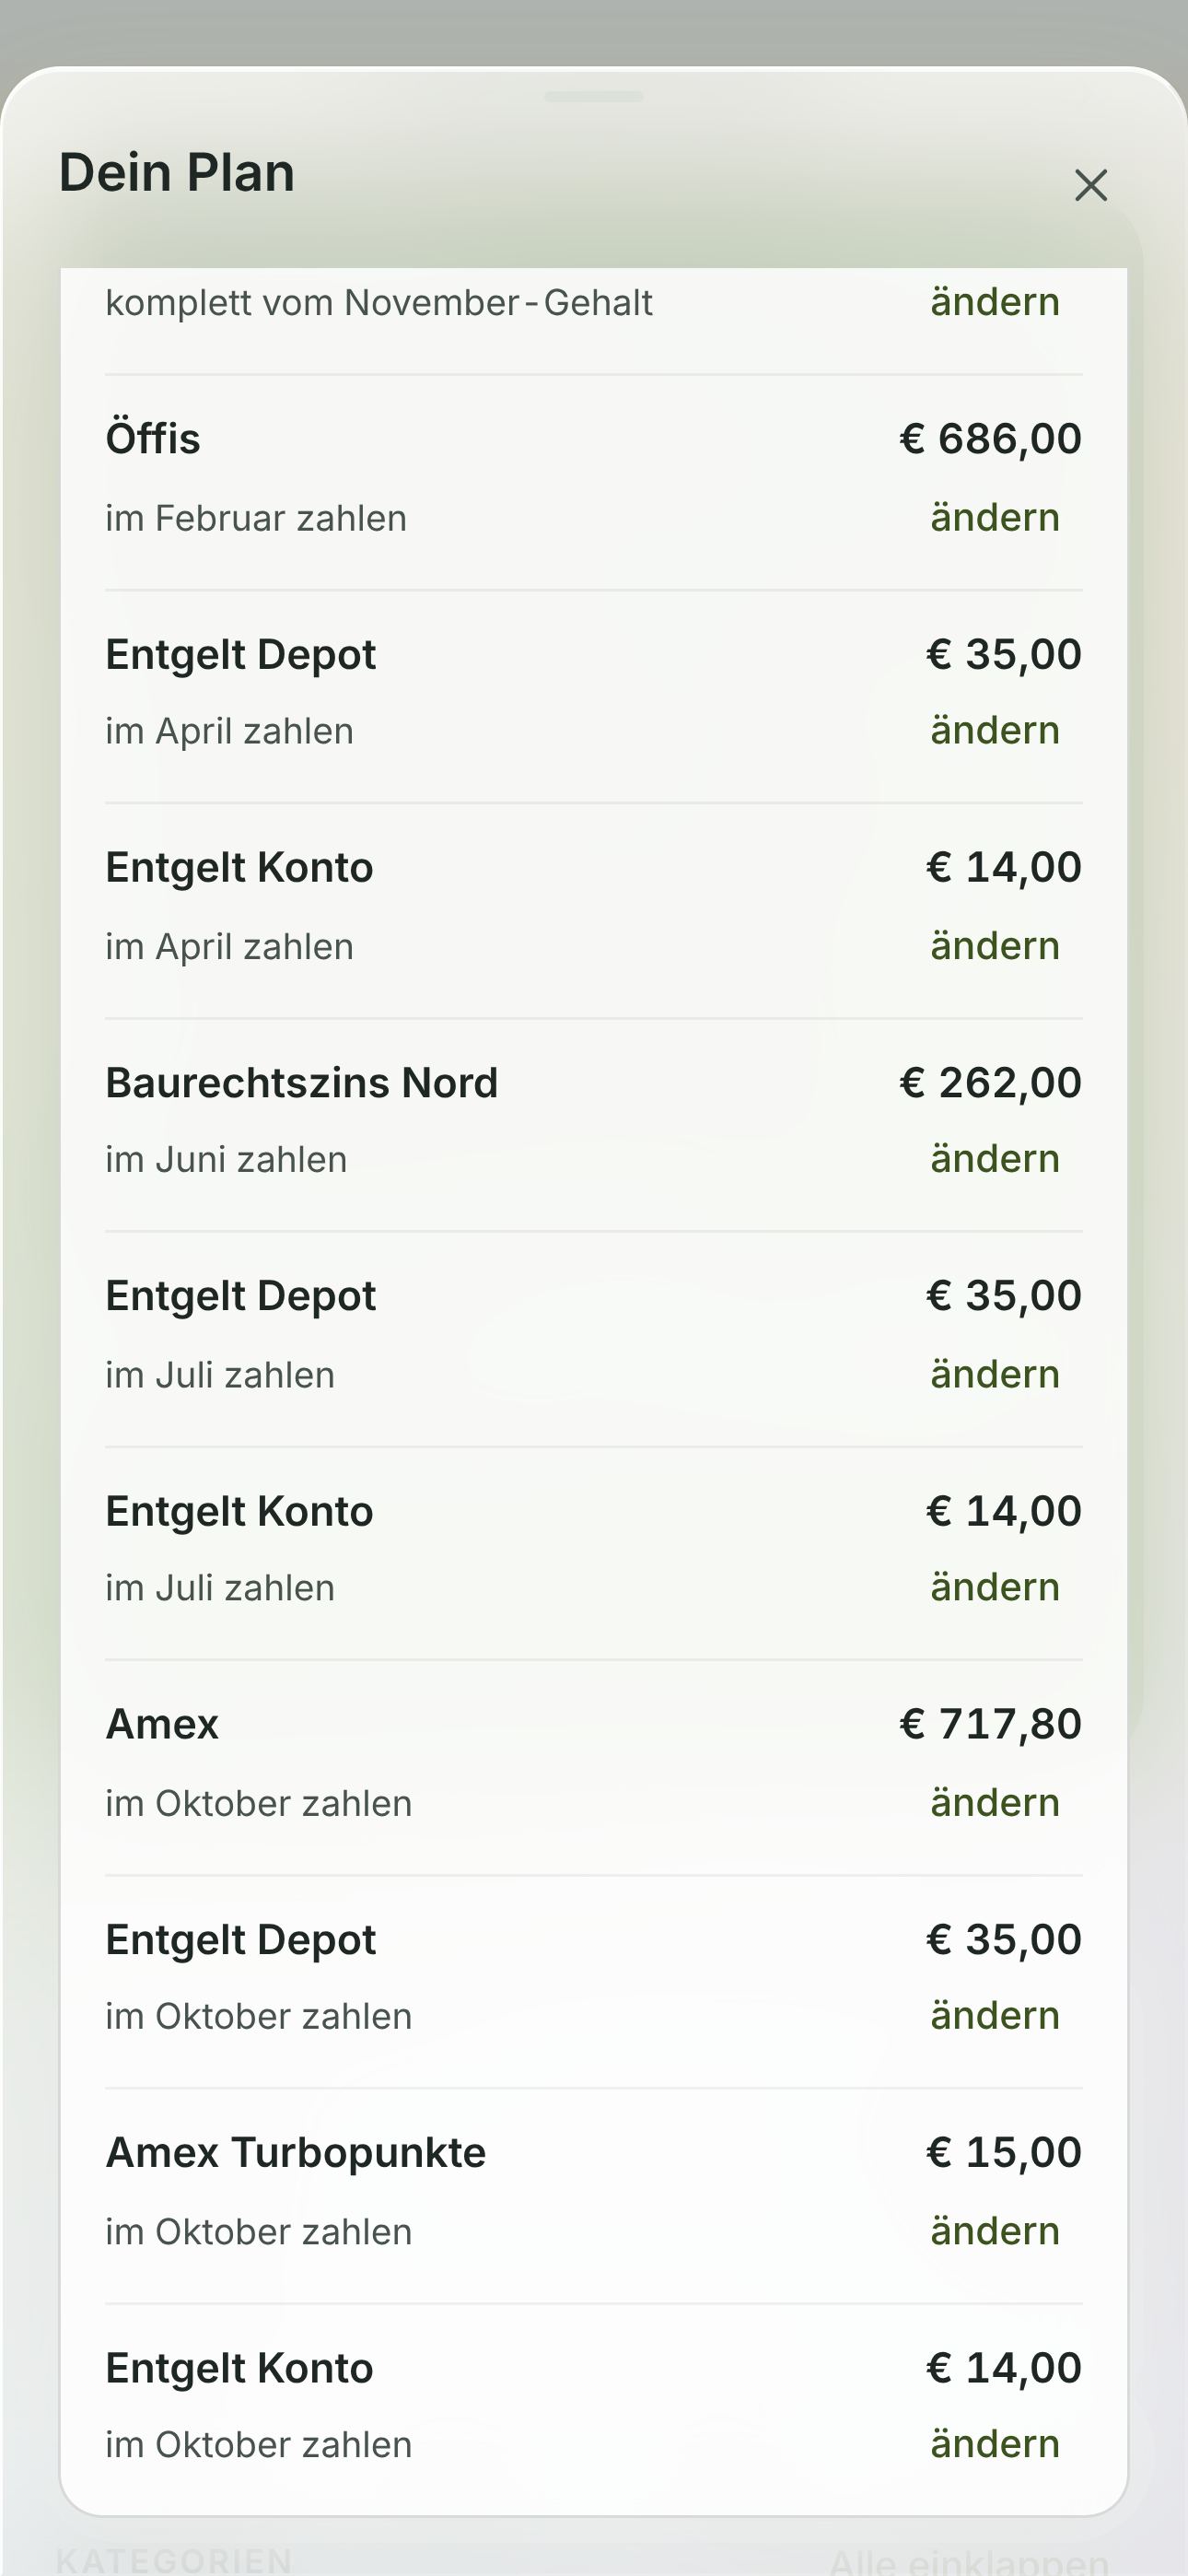 Dein Plan
komplett vom November-Gehalt ändern
Öffis € 686,00
im Februar zahlen ändern
Entgelt Depot € 35,00
im April zahlen ändern
Entgelt Konto € 14,00
im April zahlen ändern
Baurechtszins Nord € 262,00
im Juni zahlen ändern
Entgelt Depot € 35,00
im Juli zahlen ändern
Entgelt Konto € 14,00
im Juli zahlen ändern
Amex € 717,80
im Oktober zahlen ändern
Entgelt Depot € 35,00
im Oktober zahlen ändern
Amex Turbopunkte € 15,00
im Oktober zahlen ändern
Entgelt Konto € 14,00
im Oktober zahlen ändern
KATEGORIEN Alle einklappen